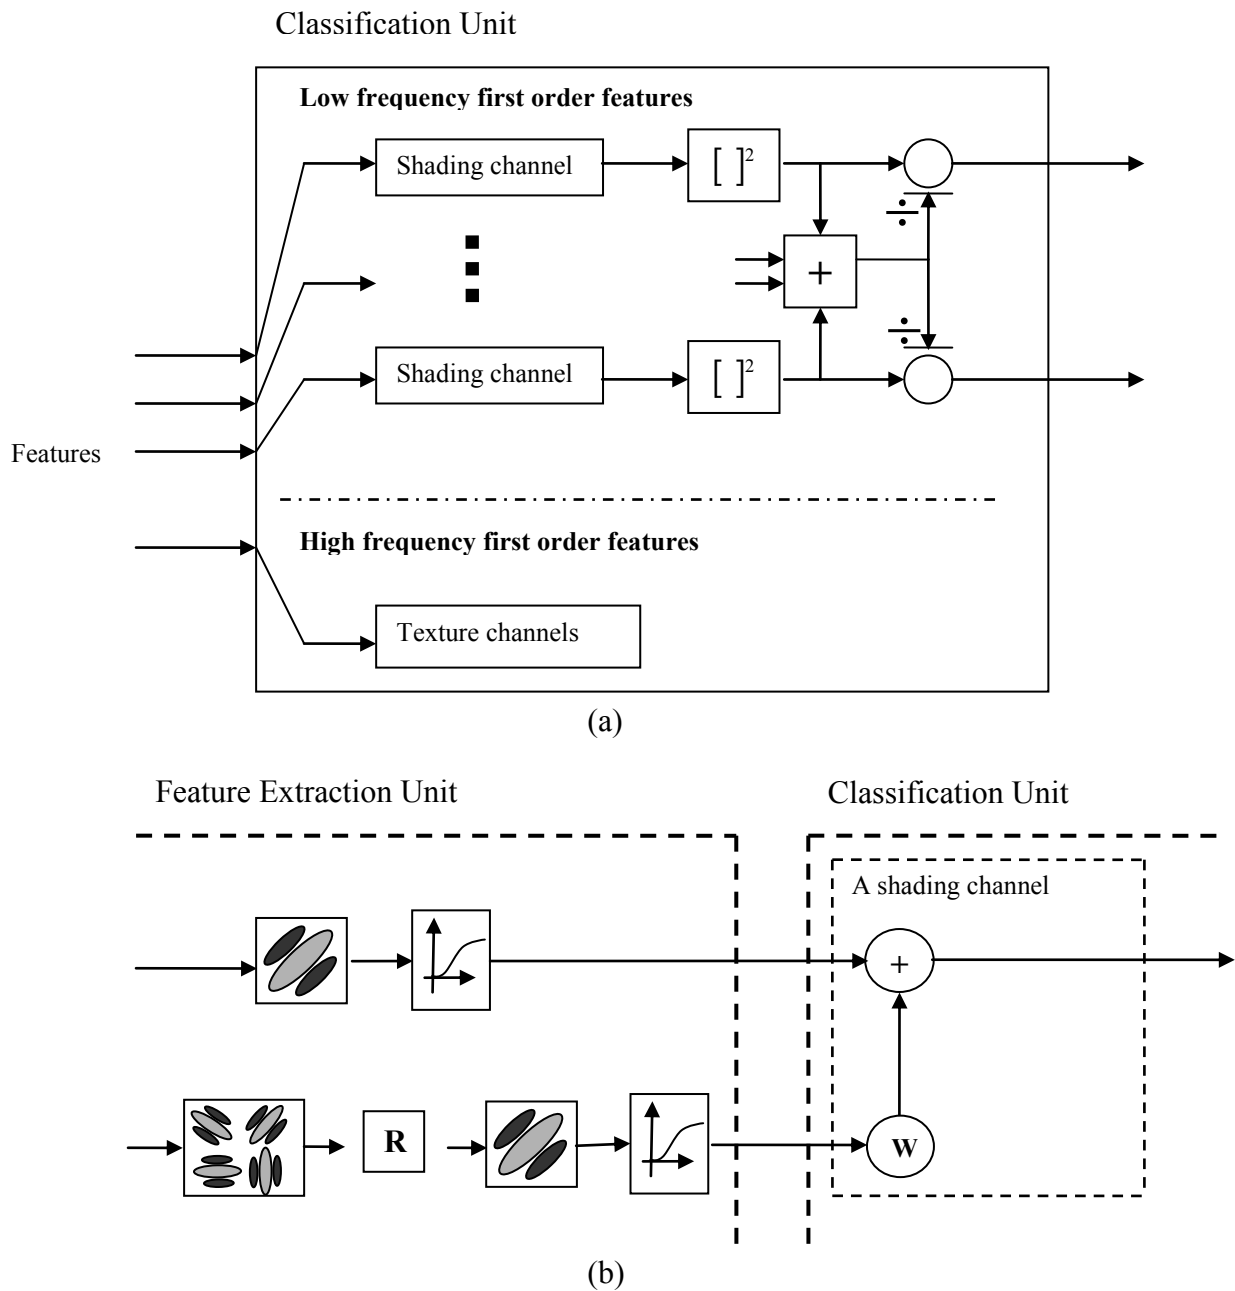 Classification Unit
Low frequency first order features
Shading channel
[ ]²
÷
+
÷
Shading channel
[ ]²
Features
High frequency first order features
Texture channels
(a)
Feature Extraction Unit
Classification Unit
A shading channel
+
R
W
(b)